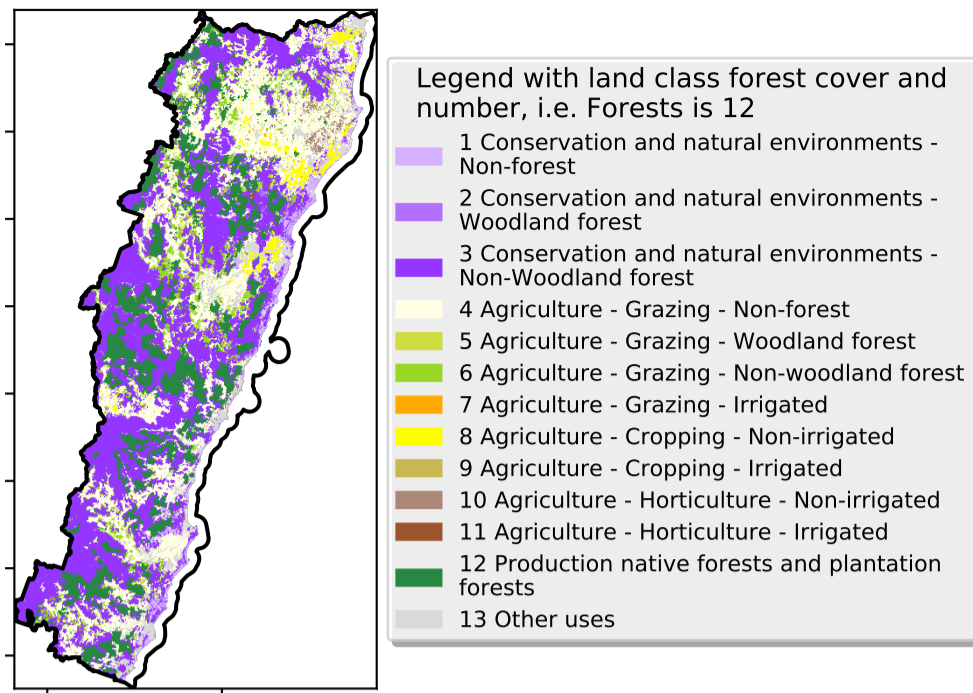 Legend with land class forest cover and
number, i.e. Forests is 12
1 Conservation and natural environments -
Non-forest
2 Conservation and natural environments -
Woodland forest
3 Conservation and natural environments -
Non-Woodland forest
4 Agriculture - Grazing - Non-forest
5 Agriculture - Grazing - Woodland forest
6 Agriculture - Grazing - Non-woodland forest
7 Agriculture - Grazing - Irrigated
8 Agriculture - Cropping - Non-irrigated
9 Agriculture - Cropping - Irrigated
10 Agriculture - Horticulture - Non-irrigated
11 Agriculture - Horticulture - Irrigated
12 Production native forests and plantation
forests
13 Other uses